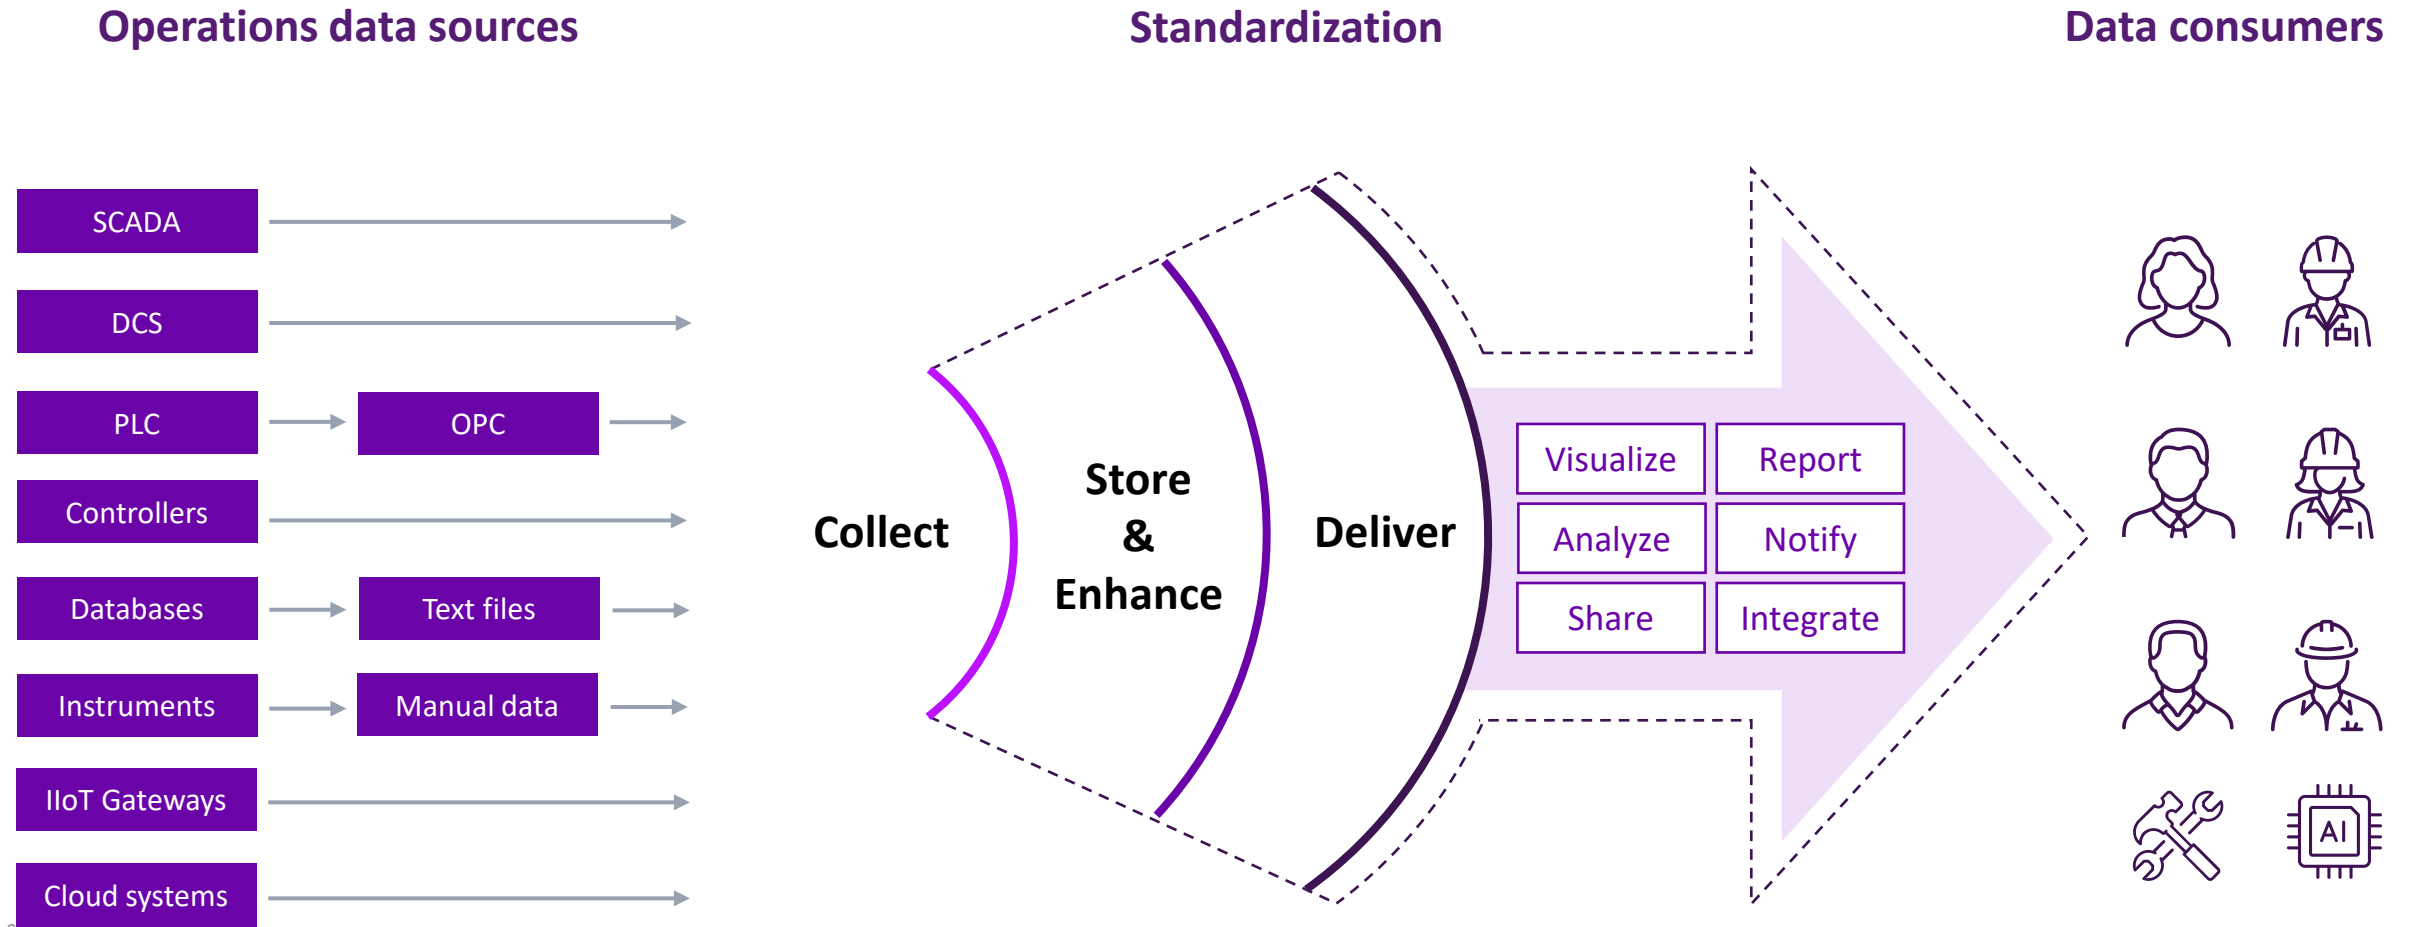 Operations data sources
Standardization
Data consumers
SCADA
DCS
PLC
OPC
Controllers
Databases
Text files
Instruments
Manual data
IIoT Gateways
Cloud systems
Collect
Store
&
Enhance
Deliver
Visualize
Report
Analyze
Notify
Share
Integrate
AI